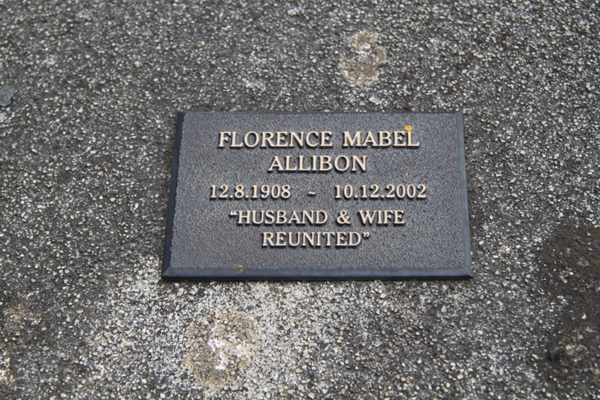 FLORENCE MABEL
ALLIBON
12.8.1908 ~ 10.12.2002
“HUSBAND & WIFE
REUNITED”